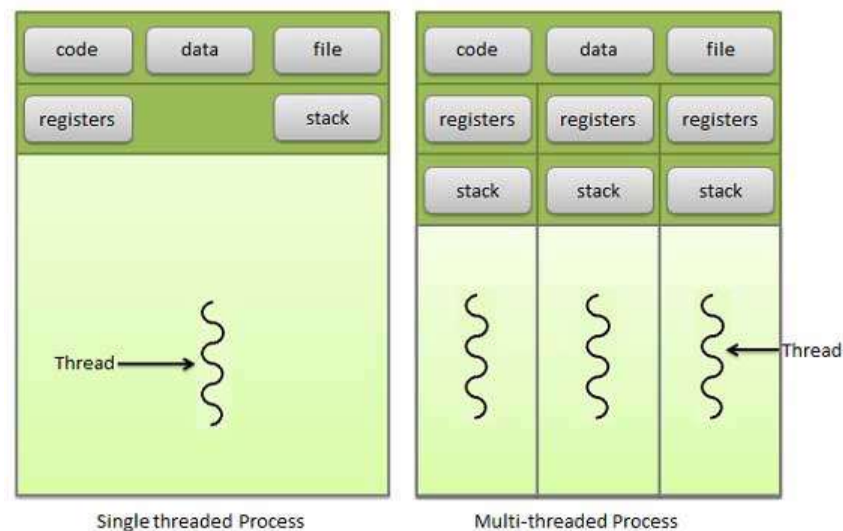 code data file
registers stack
Thread
Single threaded Process
code data file
registers registers registers
stack stack stack
Thread
Multi-threaded Process